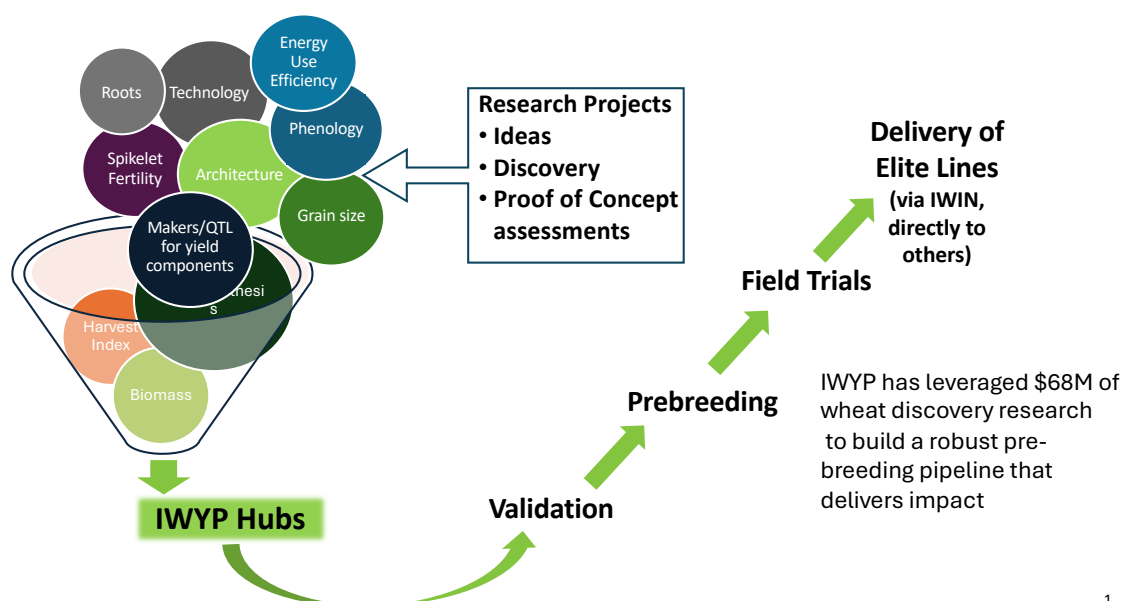 Energy
Use
Efficiency
Roots
Technology
Phenology
Spikelet
Fertility
Architecture
Grain size
Makers/QTL
for yield
components
thesi
s
Harvest
Index
Biomass
IWYP Hubs
Research Projects
• Ideas
• Discovery
• Proof of Concept
assessments
Validation
Prebreeding
Field Trials
Delivery of
Elite Lines
(via IWIN,
directly to
others)
IWYP has leveraged $68M of
wheat discovery research
to build a robust pre-
breeding pipeline that
delivers impact
1